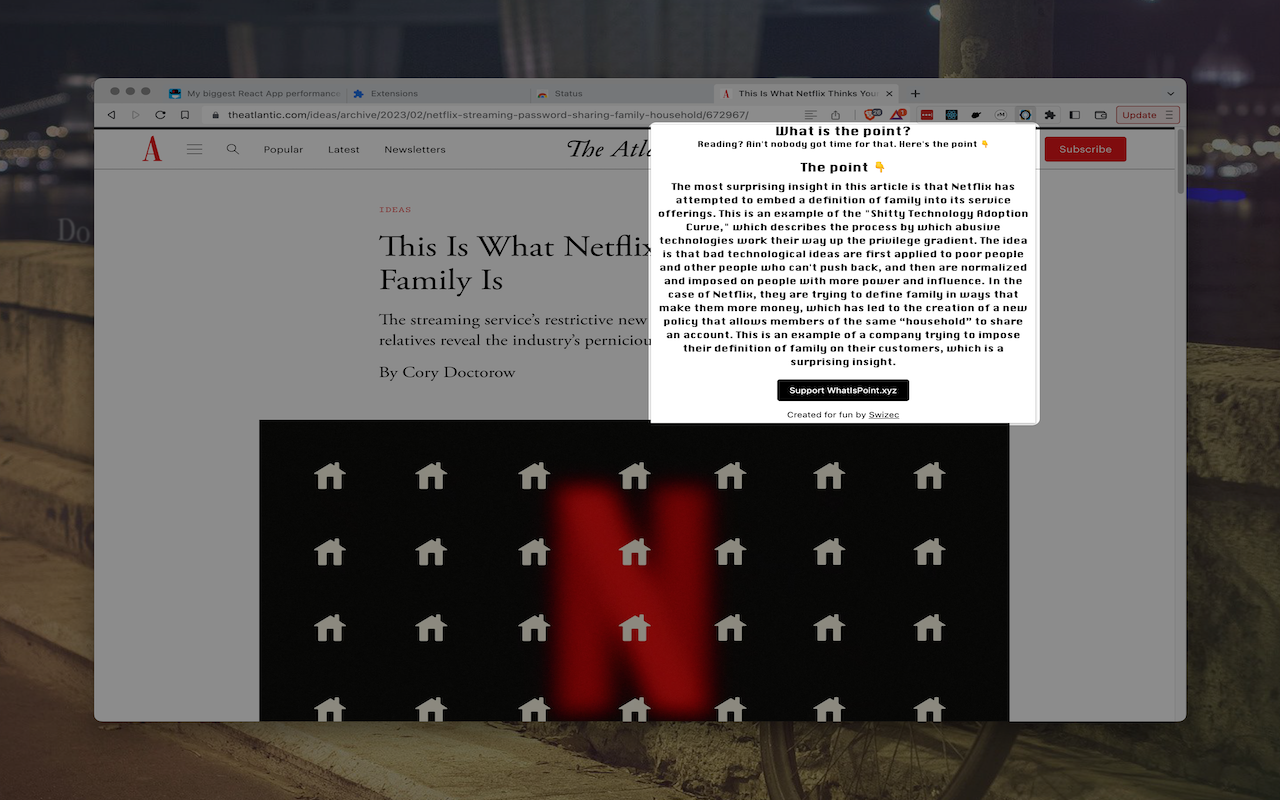 My biggest React App performance
Extensions
Status
This Is What Netflix Thinks You
theatlantic.com/ideas/archive/2023/02/netflix-streaming-password-sharing-family-household/672967/
Update
Popular
Latest
Newsletters
The Atl
Subscribe
IDEAS
This Is What Netflix
Family Is
The streaming service's restrictive new
relatives reveal the industry's perniciou
By Cory Doctorow
What is the point?
Reading? Ain't nobody got time for that. Here's the point 👇
The point 👇
The most surprising insight in this article is that Netflix has
attempted to embed a definition of family into its service
offerings. This is an example of the "Shitty Technology Adoption
Curve," which describes the process by which abusive
technologies work their way up the privilege gradient. The idea
is that bad technological ideas are first applied to poor people
and other people who can't push back, and then are normalized
and imposed on people with more power and influence. In the
case of Netflix, they are trying to define family in ways that
make them more money, which has led to the creation of a new
policy that allows members of the same “household” to share
an account. This is an example of a company trying to impose
their definition of family on their customers, which is a
surprising insight.
Support WhatIsPoint.xyz
Created for fun by Swizec
Do
N